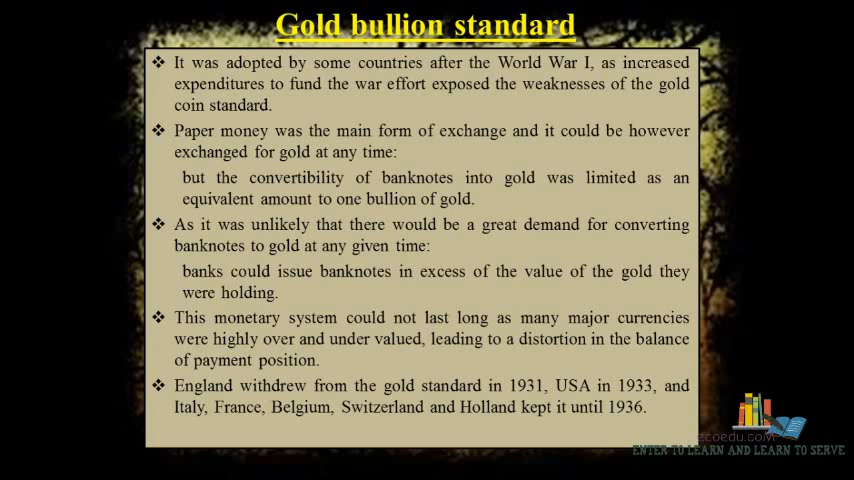 Gold bullion standard
❖ It was adopted by some countries after the World War I, as increased
expenditures to fund the war effort exposed the weaknesses of the gold
coin standard.
❖ Paper money was the main form of exchange and it could be however
exchanged for gold at any time:
but the convertibility of banknotes into gold was limited as an
equivalent amount to one bullion of gold.
❖ As it was unlikely that there would be a great demand for converting
banknotes to gold at any given time:
banks could issue banknotes in excess of the value of the gold they
were holding.
❖ This monetary system could not last long as many major currencies
were highly over and under valued, leading to a distortion in the balance
of payment position.
❖ England withdrew from the gold standard in 1931, USA in 1933, and
Italy, France, Belgium, Switzerland and Holland kept it until 1936.
ecoedu.com
ENTER TO LEARN AND LEARN TO SERVE